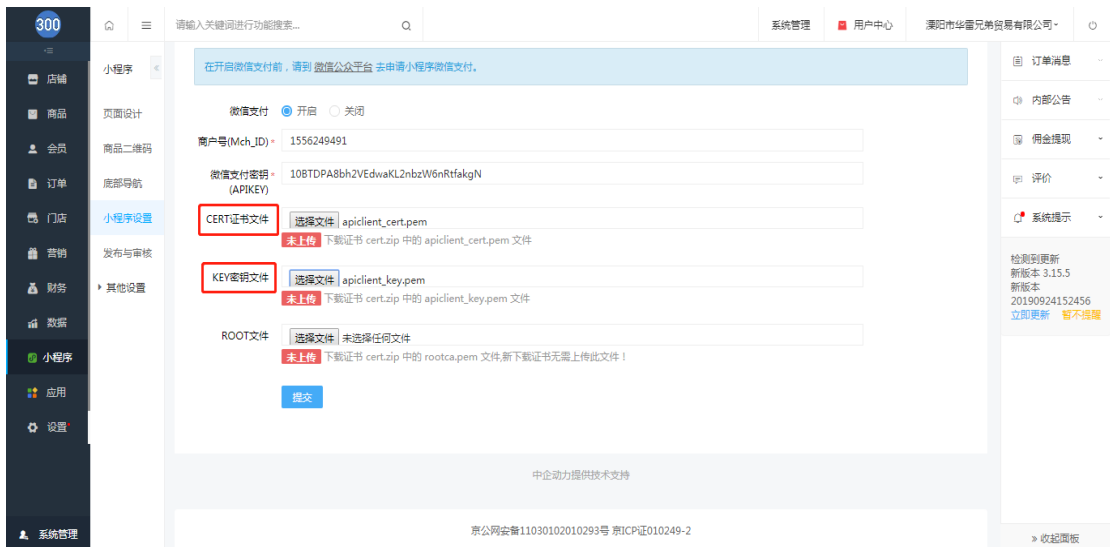 300
请输入关键词进行功能搜索...
系统管理
用户中心
溧阳市华雷兄弟贸易有限公司
店铺
商品
会员
订单
门店
营销
财务
数据
小程序
应用
设置
系统管理
小程序
页面设计
商品二维码
底部导航
小程序设置
发布与审核
其他设置
在开启微信支付前，请到 微信公众平台 去申请小程序微信支付。
微信支付 开启 关闭
商户号(Mch_ID) * 1556249491
微信支付密钥 * 10BTDPA8bh2VEdwaKL2nbzW6nRtfakgN
(APIKEY)
CERT证书文件 选择文件 apiclient_cert.pem
未上传 下载证书 cert.zip 中的 apiclient_cert.pem 文件
KEY密钥文件 选择文件 apiclient_key.pem
未上传 下载证书 cert.zip 中的 apiclient_key.pem 文件
ROOT文件 选择文件 未选择任何文件
未上传 下载证书 cert.zip 中的 rootca.pem 文件,新下载证书无需上传此文件！
提交
中企动力提供技术支持
京公网安备11030102010293号 京ICP证010249-2
订单消息
内部公告
佣金提现
评价
系统提示
检测到更新
新版本 3.15.5
新版本
20190924152456
立即更新 暂不提醒
» 收起面板